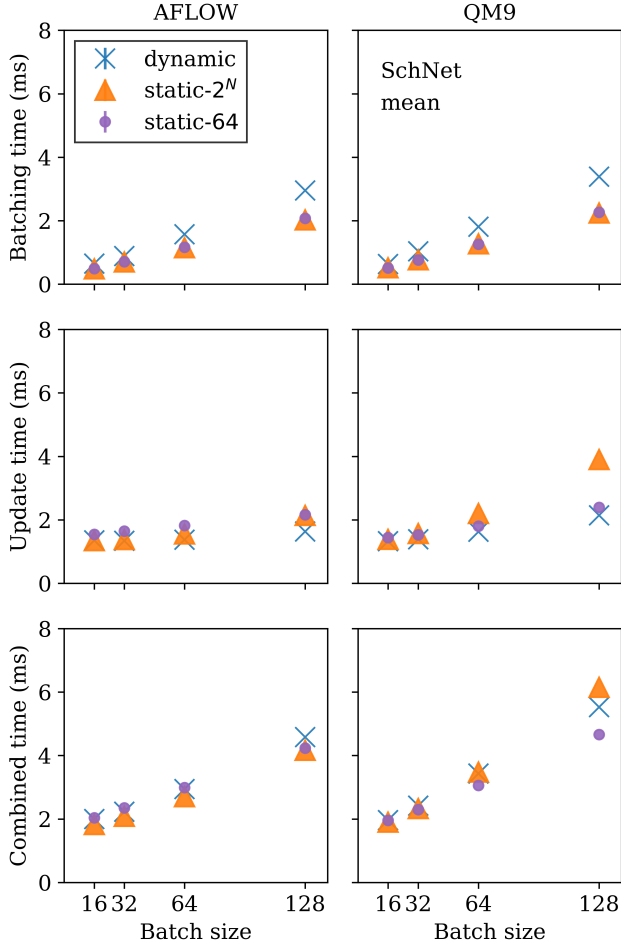 AFLOW
QM9
Batching time (ms)
8
6
4
2
0
dynamic
static-2^N
static-64
SchNet
mean
Update time (ms)
8
6
4
2
0
Combined time (ms)
8
6
4
2
0
16 32 64 128
16 32 64 128
Batch size
Batch size